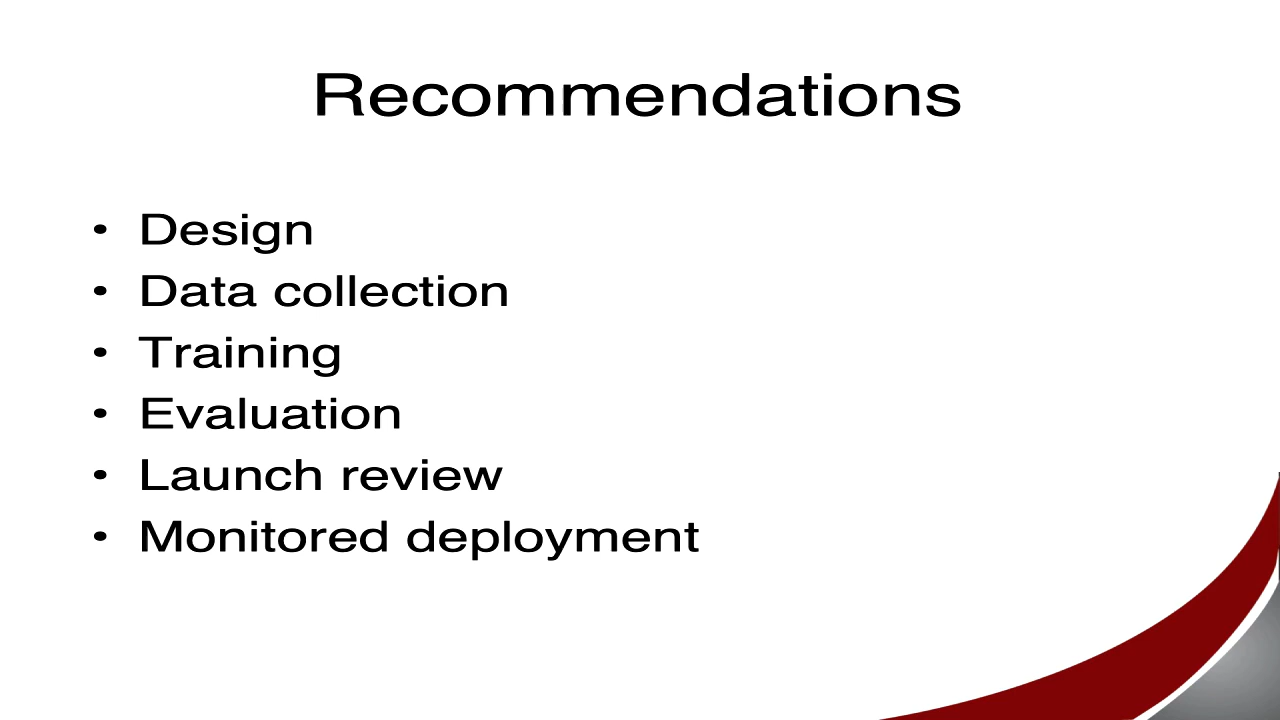 Recommendations
• Design
• Data collection
• Training
• Evaluation
• Launch review
• Monitored deployment